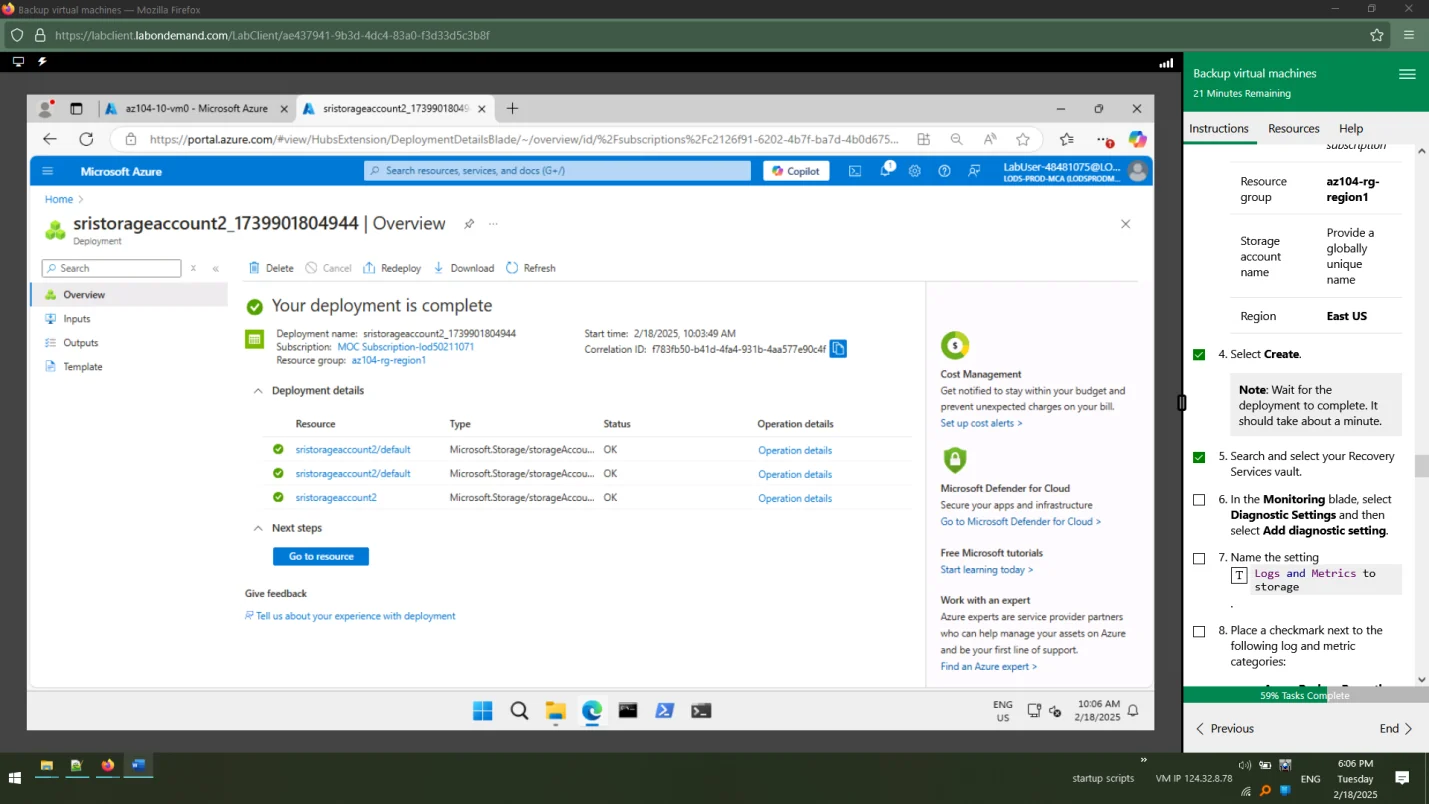 Backup virtual machines — Mozilla Firefox
https://labclient.labondemand.com/LabClient/ae437941-9b3d-4dc4-83a0-f3d33d5c3b8f
az104-10-vm0 - Microsoft Azure
sristorageaccount2_17399018049
https://portal.azure.com/#view/HubsExtension/DeploymentDetailsBlade/~/overview/id/%2Fsubscriptions%2Fc2126f91-6202-4b7f-ba7d-4b0d675...
Microsoft Azure
Search resources, services, and docs (G+/)
Copilot
1
LabUser-48481075@LO...
LODS-PROD-MCA (LODSPRODM...
Home >
sristorageaccount2_1739901804944 | Overview
Deployment
Search
Overview
Inputs
Outputs
Template
Delete
Cancel
Redeploy
Download
Refresh
Your deployment is complete
Deployment name: sristorageaccount2_1739901804944
Subscription: MOC Subscription-lod50211071
Resource group: az104-rg-region1
Start time: 2/18/2025, 10:03:49 AM
Correlation ID: f783fb50-b41d-4fa4-931b-4aa577e90c4f
Deployment details
Resource Type Status Operation details
sristorageaccount2/default Microsoft.Storage/storageAccou... OK Operation details
sristorageaccount2/default Microsoft.Storage/storageAccou... OK Operation details
sristorageaccount2 Microsoft.Storage/storageAccou... OK Operation details
Next steps
Go to resource
Give feedback
Tell us about your experience with deployment
Cost Management
Get notified to stay within your budget and
prevent unexpected charges on your bill.
Set up cost alerts >
Microsoft Defender for Cloud
Secure your apps and infrastructure
Go to Microsoft Defender for Cloud >
Free Microsoft tutorials
Start learning today >
Work with an expert
Azure experts are service provider partners
who can help manage your assets on Azure
and be your first line of support.
Find an Azure expert >
ENG
US
10:06 AM
2/18/2025
Backup virtual machines
21 Minutes Remaining
Instructions
Resources
Help
subscription
Resource
group
az104-rg-
region1
Storage
account
name
Provide a
globally
unique
name
Region
East US
4. Select Create.
Note: Wait for the
deployment to complete. It
should take about a minute.
5. Search and select your Recovery
Services vault.
6. In the Monitoring blade, select
Diagnostic Settings and then
select Add diagnostic setting.
7. Name the setting
T Logs and Metrics to
storage
.
8. Place a checkmark next to the
following log and metric
categories:
59% Tasks Complete
Previous
End
startup scripts
VM IP 124.32.8.78
ENG
6:06 PM
Tuesday
2/18/2025